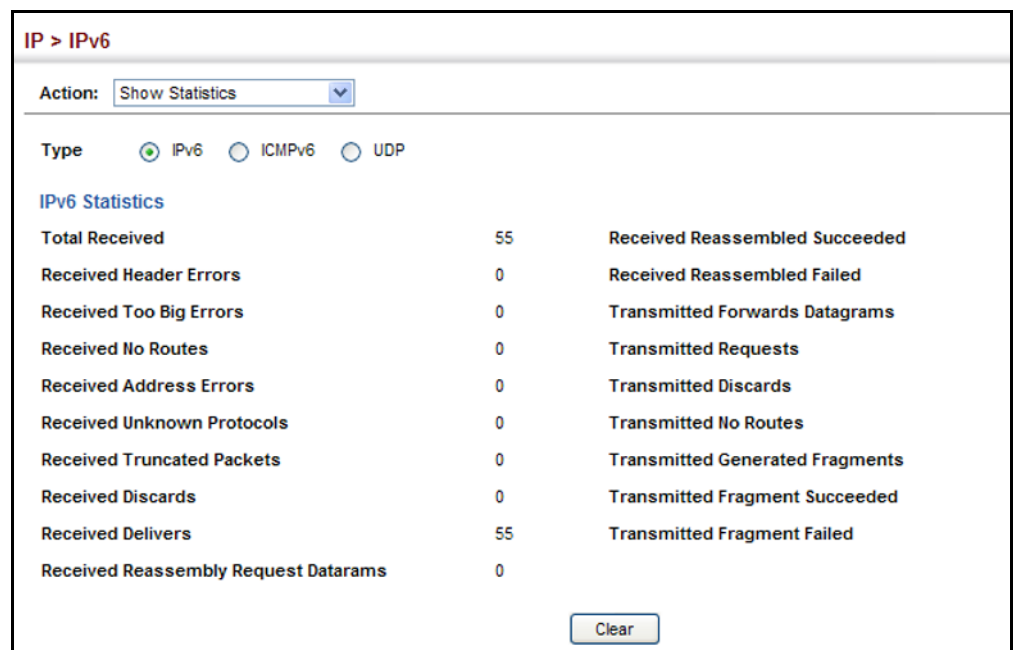 IP > IPv6
Action: Show Statistics
Type IPv6 ICMPv6 UDP
IPv6 Statistics
Total Received 55 Received Reassembled Succeeded
Received Header Errors 0 Received Reassembled Failed
Received Too Big Errors 0 Transmitted Forwards Datagrams
Received No Routes 0 Transmitted Requests
Received Address Errors 0 Transmitted Discards
Received Unknown Protocols 0 Transmitted No Routes
Received Truncated Packets 0 Transmitted Generated Fragments
Received Discards 0 Transmitted Fragment Succeeded
Received Delivers 55 Transmitted Fragment Failed
Received Reassembly Request Datarams 0
Clear